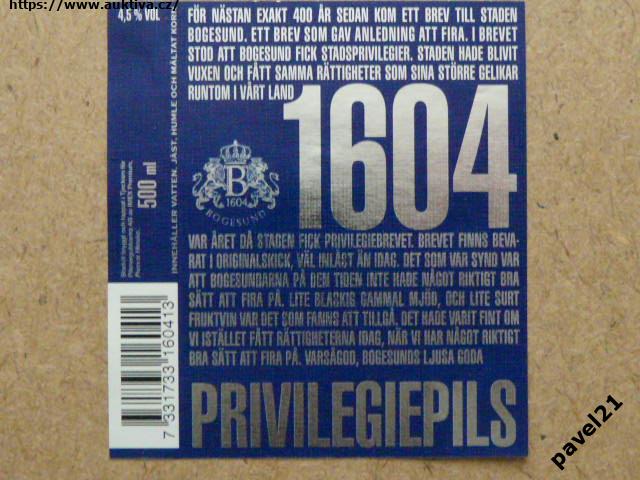 https://www.auktiva.cz/
4,5% VOL
FÖR NÄSTAN EXAKT 400 ÅR SEDAN KOM ETT BREV TILL STADEN
BOGESUND. ETT BREV SOM GAV ANLEDNING ATT FIRA. I BREVET
STOD ATT BOGESUND FICK STADSPRIVILEGIER. STADEN HADE BLIVIT
VUXEN OCH FÅTT SAMMA RÄTTIGHETER SOM SINA STÖRRE GELIKAR
RUNTOM I VÅRT LAND
1604
B
1604
BOGESUND
VAR ÅRET DÅ STADEN FICK PRIVILEGIEBREVET. BREVET FINNS BEVA-
RAT I ORIGINALSKICK, VÄL INLÅST ÄN IDAG. DET SOM VAR SYND VAR
ATT BOGESUNDARNA PÅ DEN TIDEN INTE HADE NÅGOT RIKTIGT BRA
SÄTT ATT FIRA PÅ. LITE BLASKIG GAMMAL MJÖD, OCH LITE SURT
FRUKTVIN VAR DET SOM FANNS ATT TILLGÅ. DET HADE VARIT FINT OM
VI ISTÄLLET FÅTT RÄTTIGHETERNA IDAG, NÄR VI HAR NÅGOT RIKTIGT
BRA SÄTT ATT FIRA PÅ. VARSÅGOD, BOGESUNDS LJUSA GODA
PRIVILEGIEPILS
INNEHÅLLER VATTEN, JÄST, HUMLE OCH MÄLTAT KORN
500 ml
7 331733 160413
pavel21